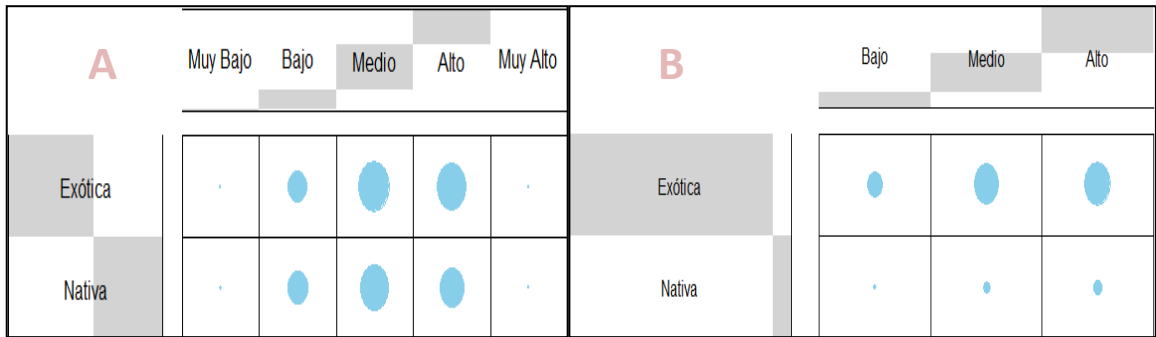 A
Muy Bajo Bajo Medio Alto Muy Alto
Exótica
Nativa
B
Bajo Medio Alto
Exótica
Nativa